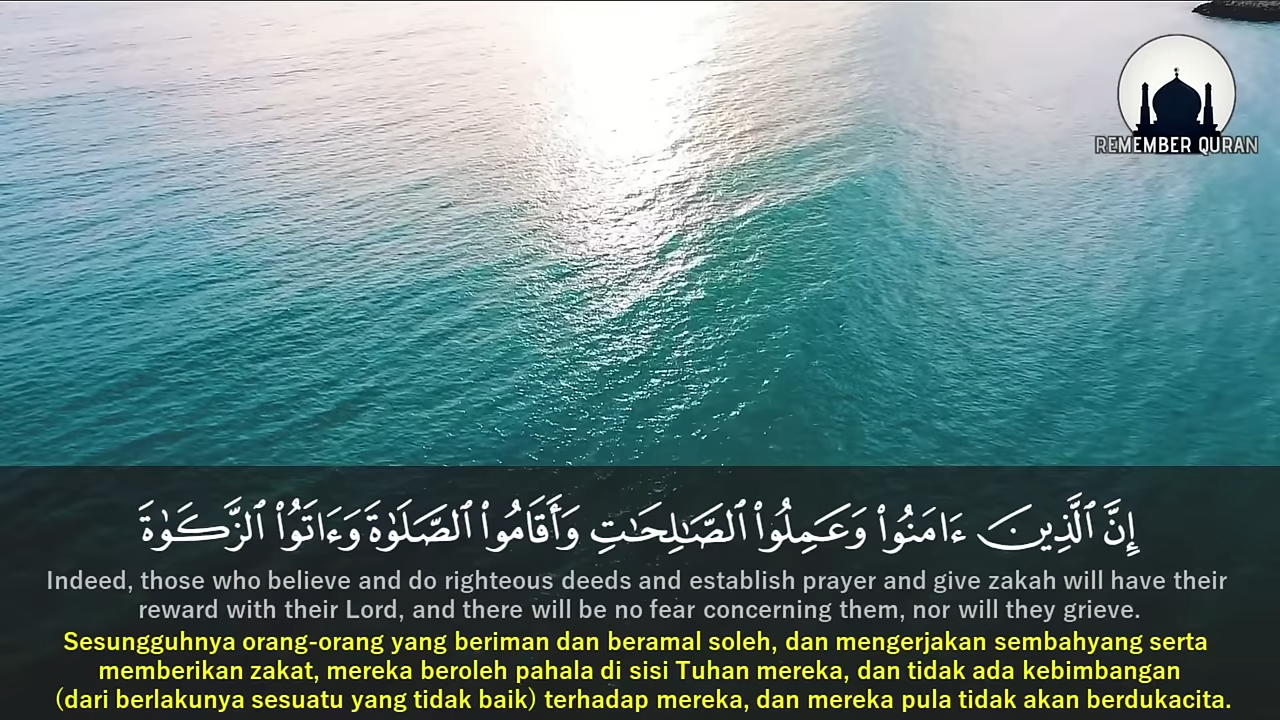 REMEMBER QURAN
إِنَّ ٱلَّذِينَ ءَامَنُوا۟ وَعَمِلُوا۟ ٱلصَّـٰلِحَـٰتِ وَأَقَامُوا۟ ٱلصَّلَوٰةَ وَءَاتَوُا۟ ٱلزَّكَوٰةَ
Indeed, those who believe and do righteous deeds and establish prayer and give zakah will have their
reward with their Lord, and there will be no fear concerning them, nor will they grieve.
Sesungguhnya orang-orang yang beriman dan beramal soleh, dan mengerjakan sembahyang serta
memberikan zakat, mereka beroleh pahala di sisi Tuhan mereka, dan tidak ada kebimbangan
(dari berlakunya sesuatu yang tidak baik) terhadap mereka, dan mereka pula tidak akan berdukacita.